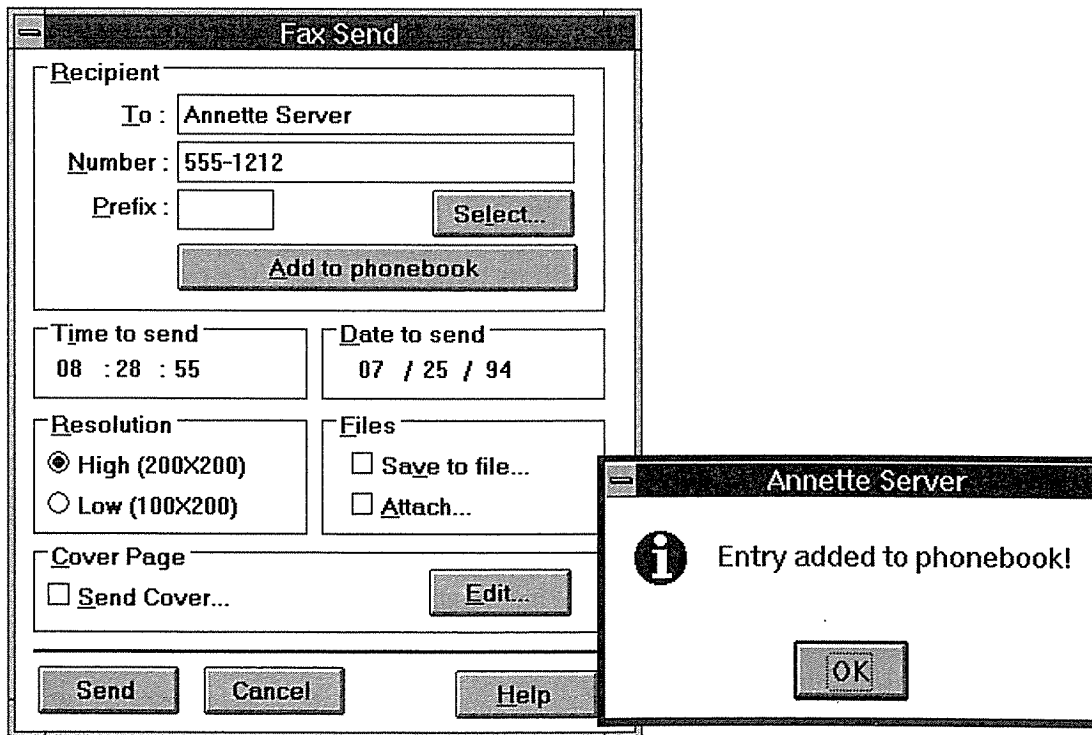 Fax Send
Recipient
To : Annette Server
Number : 555-1212
Prefix :
Select...
Add to phonebook
Time to send
08 : 28 : 55
Date to send
07 / 25 / 94
Resolution
High (200X200)
Low (100X200)
Files
Save to file...
Attach...
Cover Page
Send Cover...
Edit...
Send
Cancel
Help
Annette Server
Entry added to phonebook!
OK